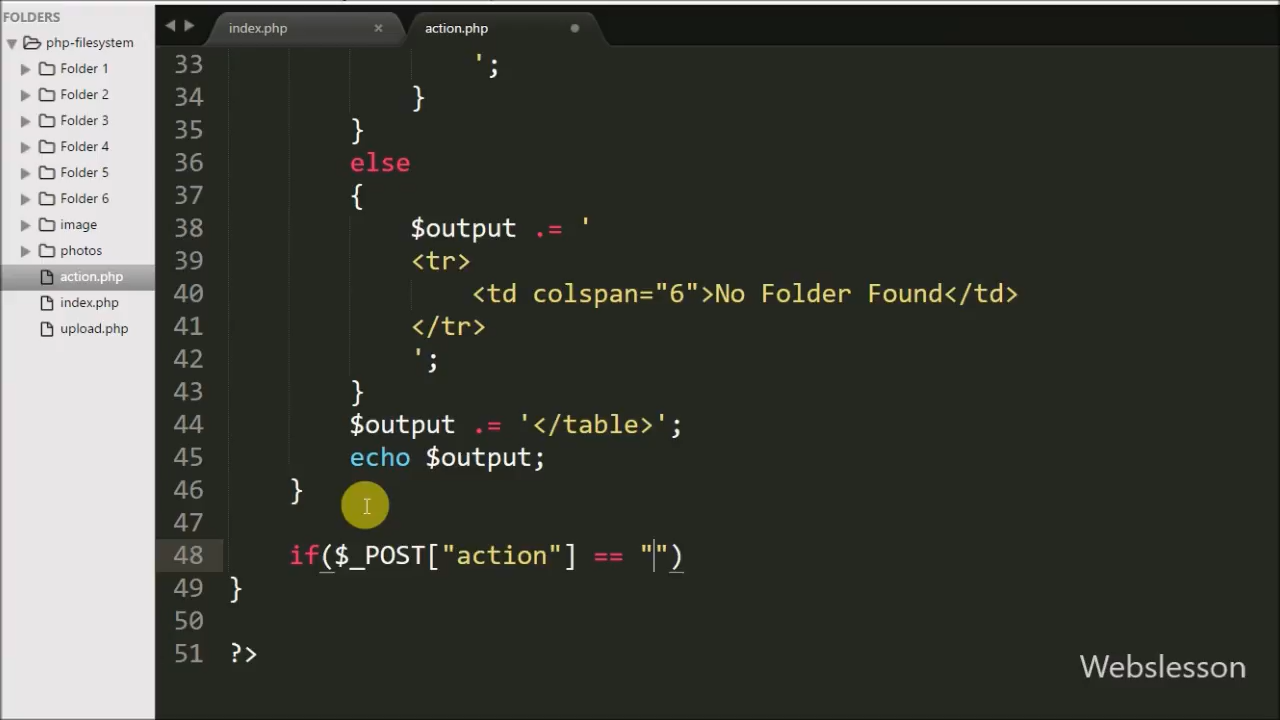 FOLDERS
php-filesystem
Folder 1
Folder 2
Folder 3
Folder 4
Folder 5
Folder 6
image
photos
action.php
index.php
upload.php
index.php × action.php
33 ';
34 }
35 }
36 else
37 {
38 $output .= '
39 <tr>
40 <td colspan="6">No Folder Found</td>
41 </tr>
42 ';
43 }
44 $output .= '</table>';
45 echo $output;
46 }
47
48 if($_POST["action"] == "")
49 }
50
51 ?>
Webslesson